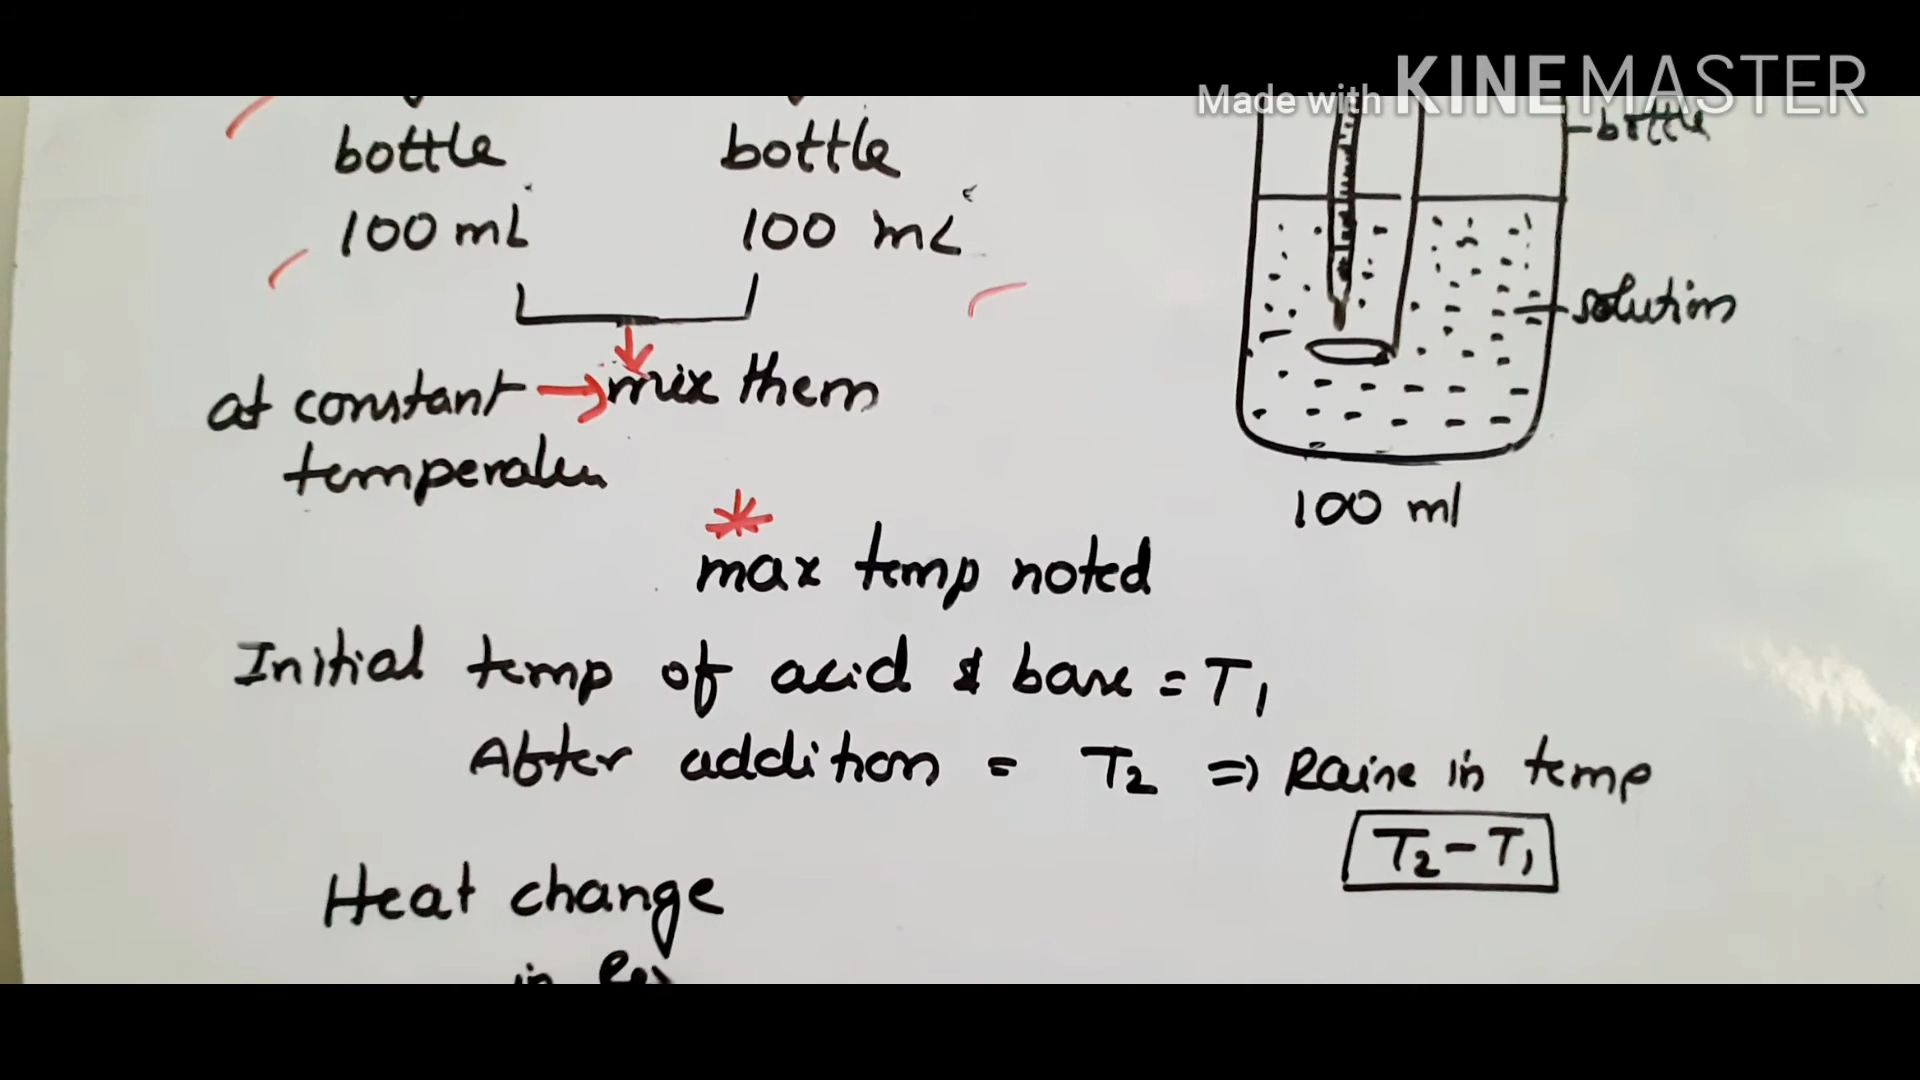 Made with KINEMASTER
bottle bottle
100 mL 100 mL
bottle
solution
at constant → mix them
100 ml
max temp noted
Initial temp of acid & base = T1
After addition = T2 => Raise in temp
T2 - T1
Heat change
in